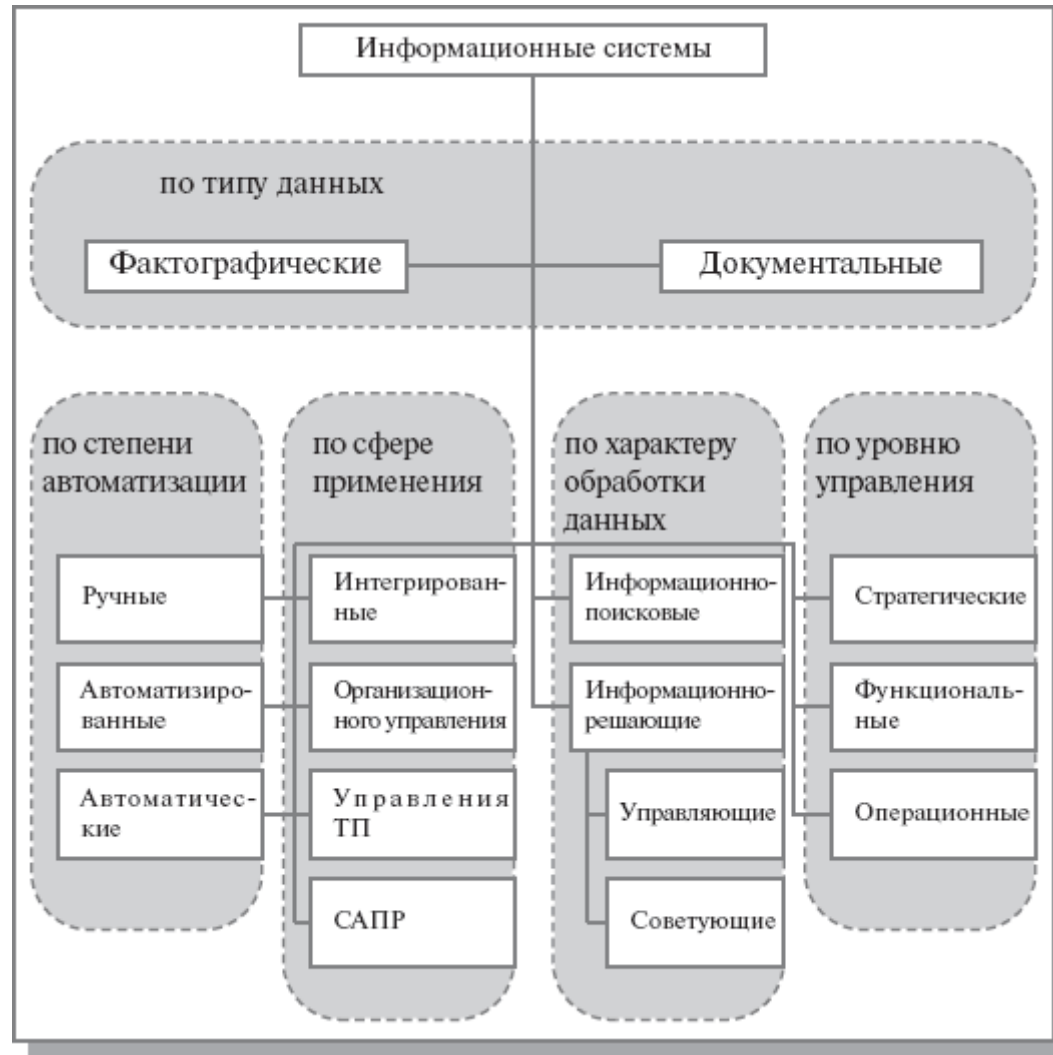 Информационные системы
по типу данных
Фактографические
Документальные
по степени
автоматизации
Ручные
Автоматизиро-
ванные
Автоматичес-
кие
по сфере
применения
Интегрирован-
ные
Организацион-
ного управления
Управления
ТП
САПР
по характеру
обработки
данных
Информационно-
поисковые
Информационно-
решающие
Управляющие
Советующие
по уровню
управления
Стратегические
Функциональ-
ные
Операционные